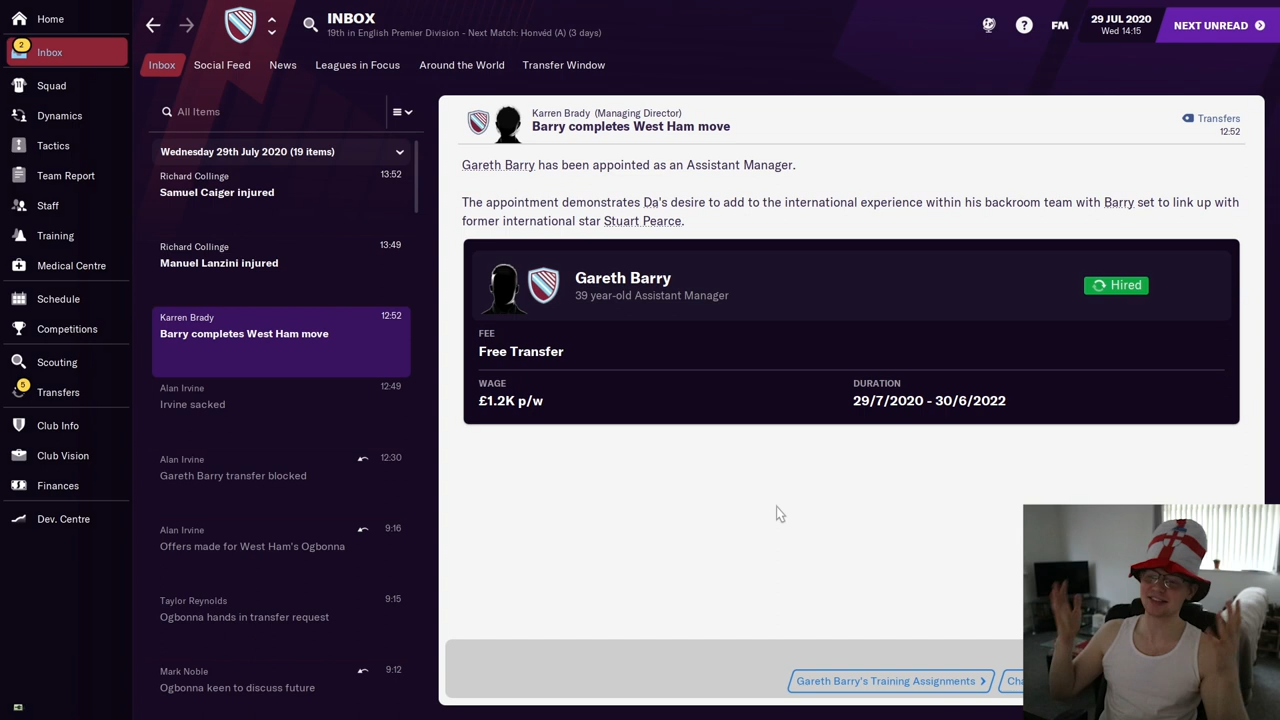 Home
2
Inbox
Squad
Dynamics
Tactics
Team Report
Staff
Training
Medical Centre
Schedule
Competitions
Scouting
5
Transfers
Club Info
Club Vision
Finances
Dev. Centre
INBOX
19th in English Premier Division - Next Match: Honvéd (A) (3 days)
?
FM
29 JUL 2020
Wed 14:15
NEXT UNREAD
Inbox
Social Feed
News
Leagues in Focus
Around the World
Transfer Window
All Items
Wednesday 29th July 2020 (19 items)
Richard Collinge 13:52
Samuel Caiger injured
Richard Collinge 13:49
Manuel Lanzini injured
Karren Brady 12:52
Barry completes West Ham move
Alan Irvine 12:49
Irvine sacked
Alan Irvine 12:30
Gareth Barry transfer blocked
Alan Irvine 9:16
Offers made for West Ham's Ogbonna
Taylor Reynolds 9:15
Ogbonna hands in transfer request
Mark Noble 9:12
Ogbonna keen to discuss future
Karren Brady (Managing Director)
Barry completes West Ham move
Transfers
12:52
Gareth Barry has been appointed as an Assistant Manager.
The appointment demonstrates Da's desire to add to the international experience within his backroom team with Barry set to link up with
former international star Stuart Pearce.
Gareth Barry
39 year-old Assistant Manager
Hired
FEE
Free Transfer
WAGE
£1.2K p/w
DURATION
29/7/2020 - 30/6/2022
Gareth Barry's Training Assignments
Cha